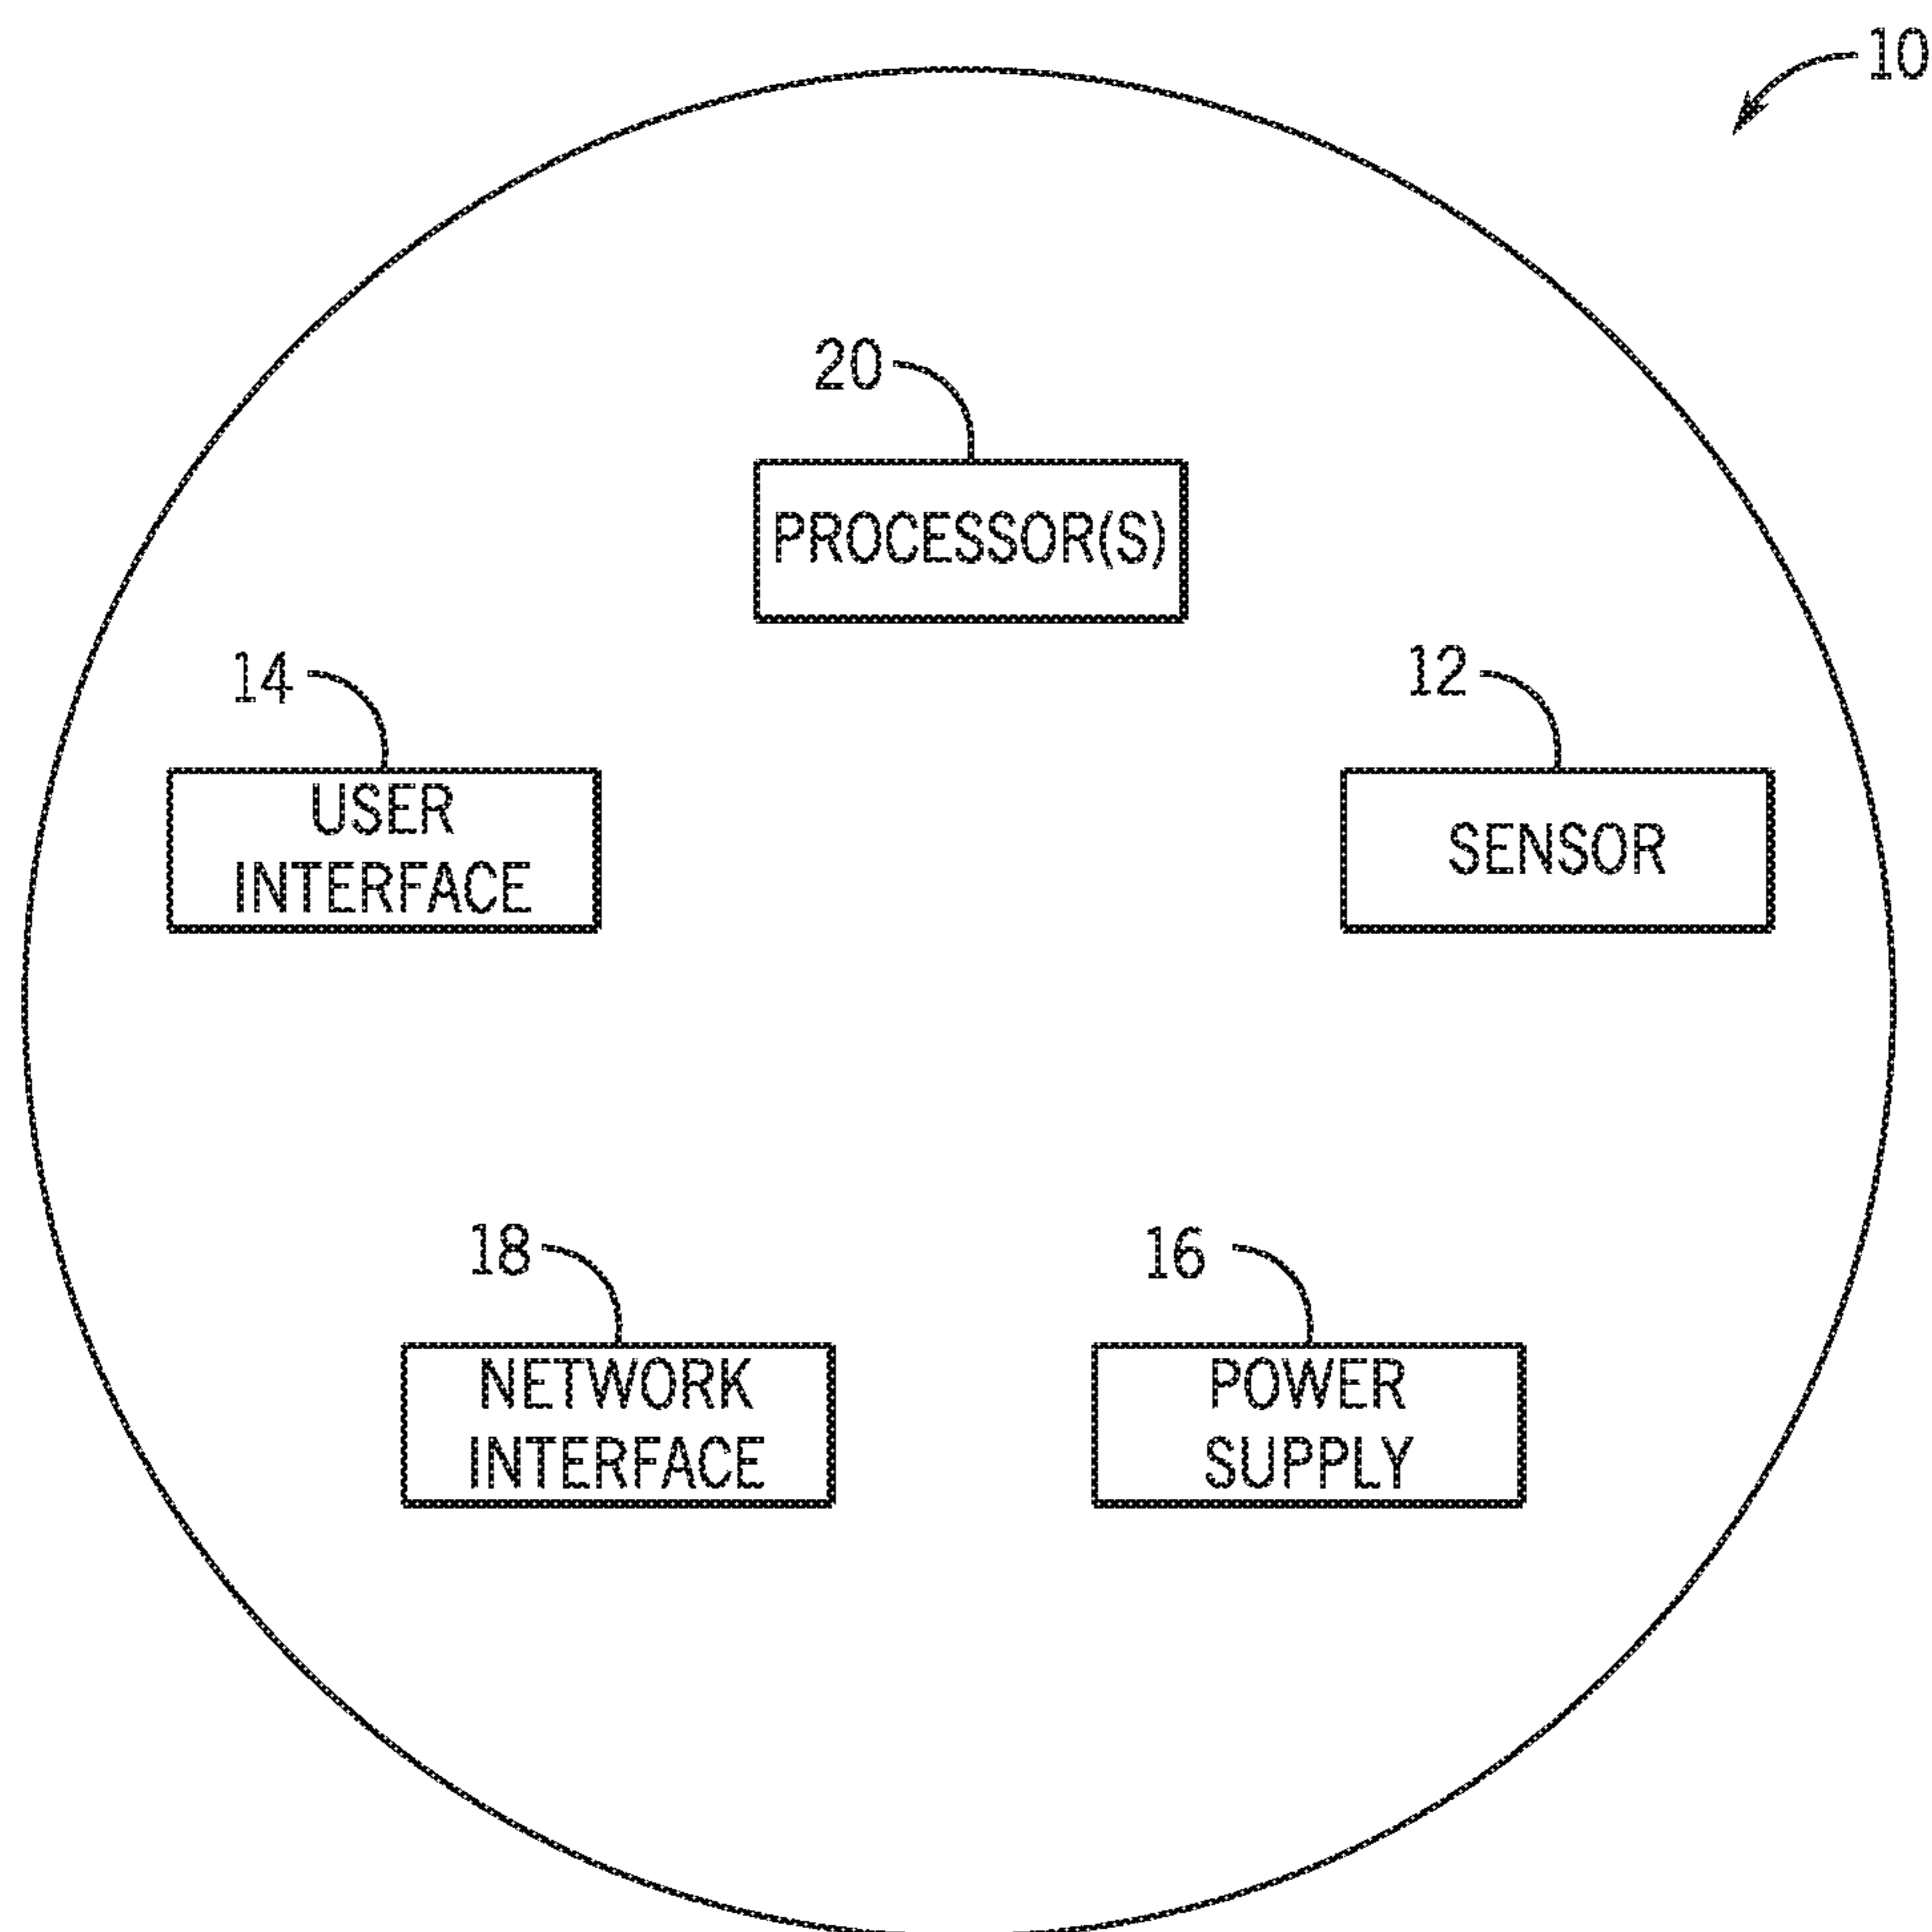 10
20
PROCESSOR(S)
14
USER
INTERFACE
12
SENSOR
18
NETWORK
INTERFACE
16
POWER
SUPPLY